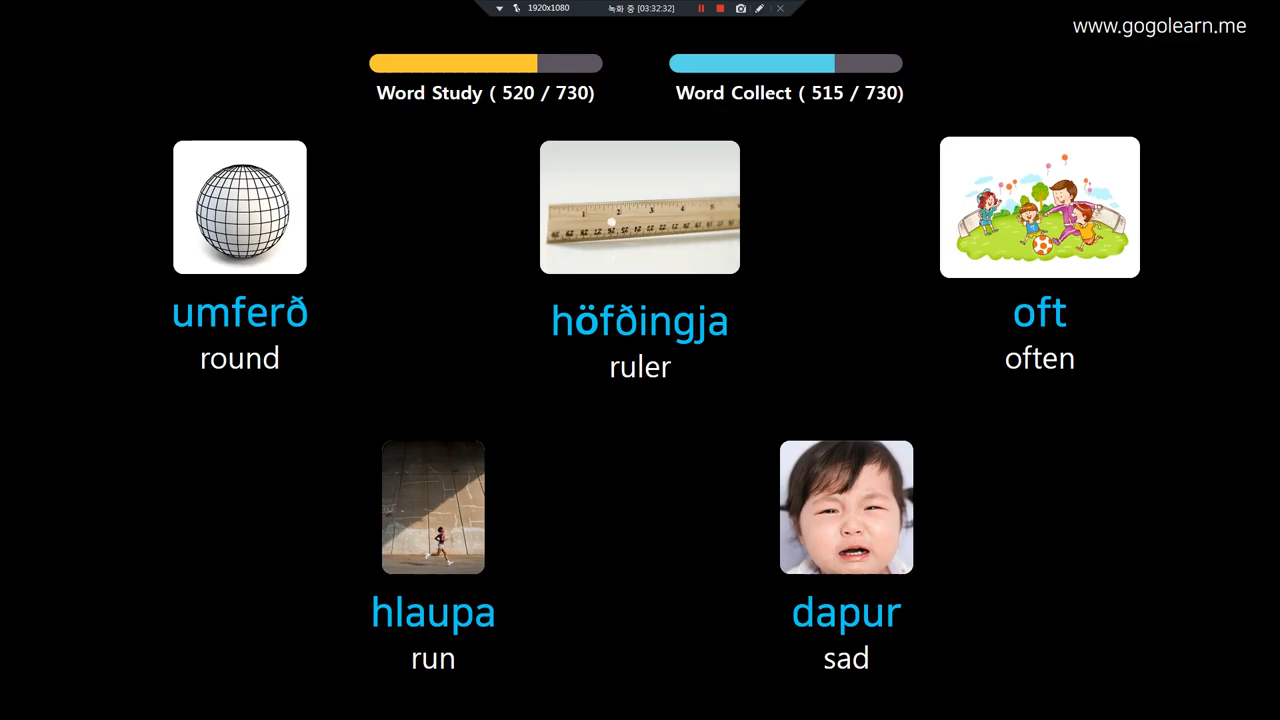 1920x1080 녹화 중 [03:32:32]
www.gogolearn.me
Word Study ( 520 / 730)
Word Collect ( 515 / 730)
umferð
round
höfðingja
ruler
oft
often
hlaupa
run
dapur
sad